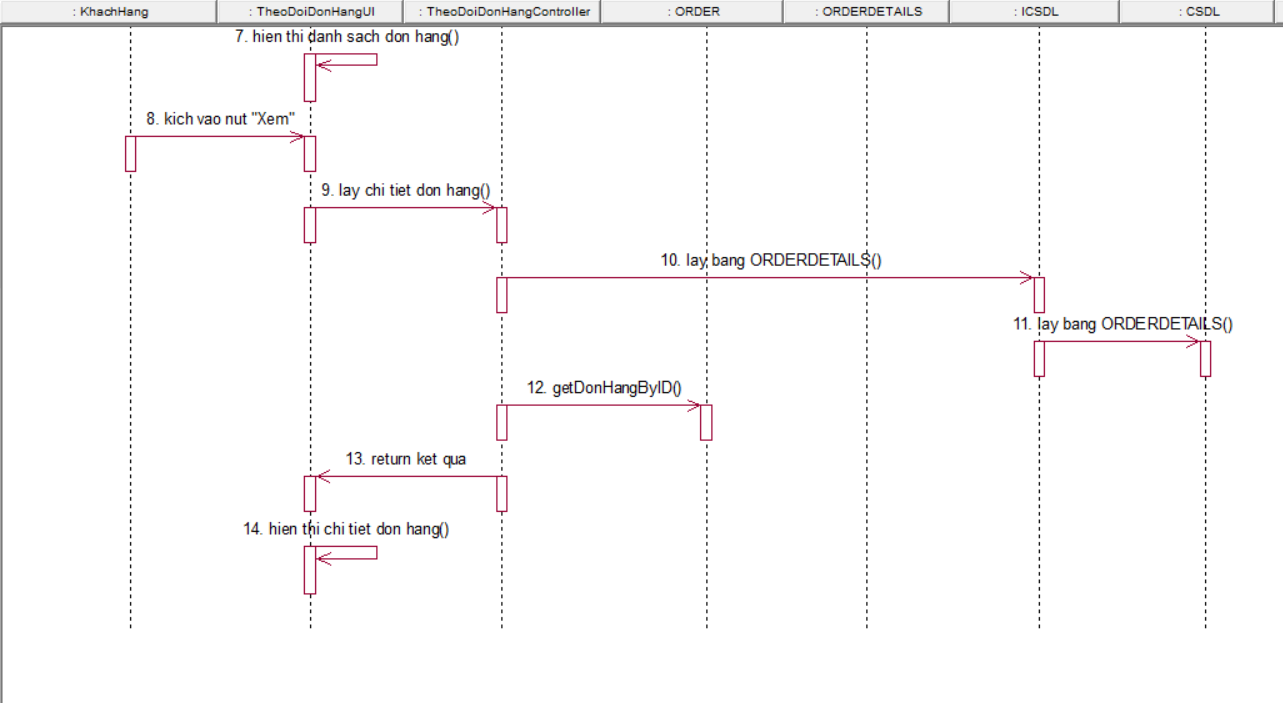 : KhachHang
: TheoDoiDonHangUI
: TheoDoiDonHangController
: ORDER
: ORDERDETAILS
: ICSDL
: CSDL
7. hien thi danh sach don hang()
8. kich vao nut "Xem"
9. lay chi tiet don hang()
10. lay bang ORDERDETAILS()
11. lay bang ORDERDETAILS()
12. getDonHangByID()
13. return ket qua
14. hien thi chi tiet don hang()